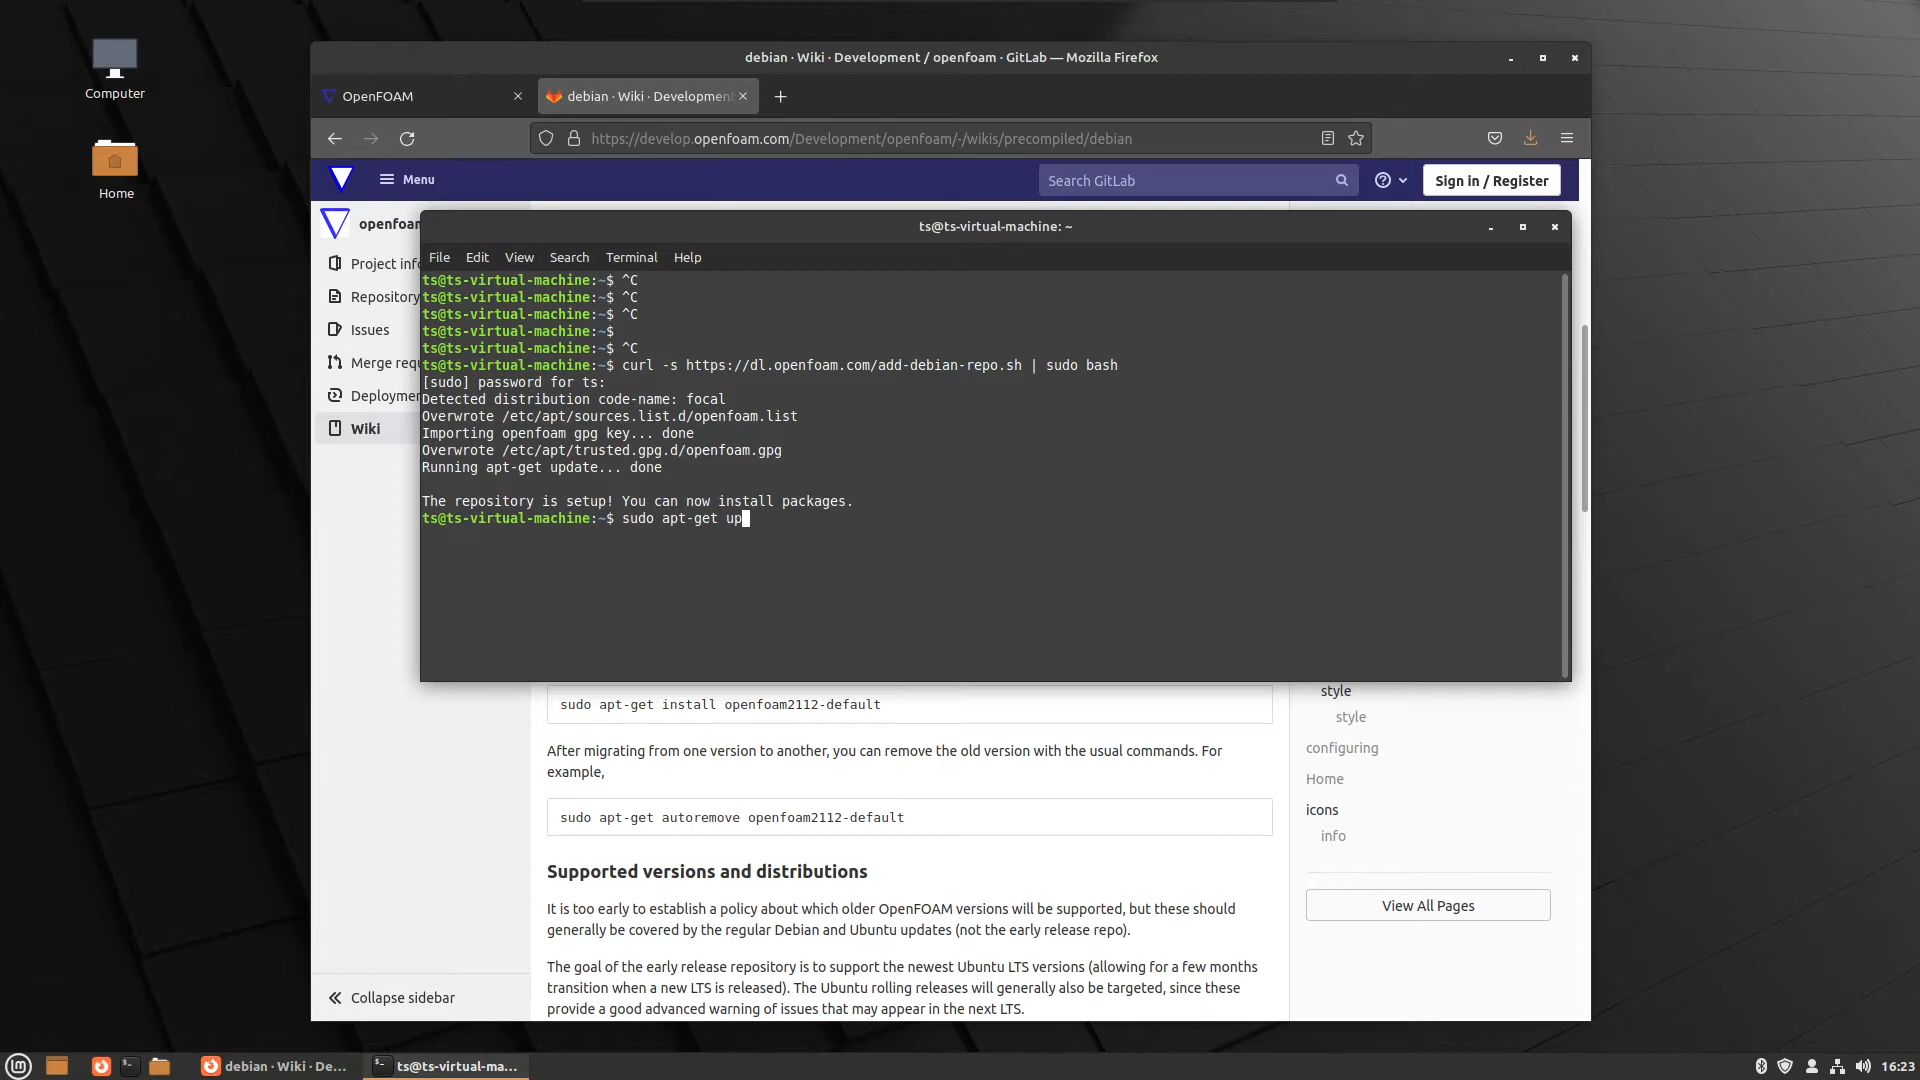 Computer
Home
debian · Wiki · Development / openfoam · GitLab — Mozilla Firefox
OpenFOAM
debian · Wiki · Development
https://develop.openfoam.com/Development/openfoam/-/wikis/precompiled/debian
Menu
Search GitLab
Sign in / Register
openfoam
Project info
Repository
Issues
Merge req
Deploymen
Wiki
Collapse sidebar
ts@ts-virtual-machine: ~
File Edit View Search Terminal Help
ts@ts-virtual-machine:~$ ^C
ts@ts-virtual-machine:~$ ^C
ts@ts-virtual-machine:~$ ^C
ts@ts-virtual-machine:~$
ts@ts-virtual-machine:~$ ^C
ts@ts-virtual-machine:~$ curl -s https://dl.openfoam.com/add-debian-repo.sh | sudo bash
[sudo] password for ts:
Detected distribution code-name: focal
Overwrote /etc/apt/sources.list.d/openfoam.list
Importing openfoam gpg key... done
Overwrote /etc/apt/trusted.gpg.d/openfoam.gpg
Running apt-get update... done
The repository is setup! You can now install packages.
ts@ts-virtual-machine:~$ sudo apt-get up
sudo apt-get install openfoam2112-default
After migrating from one version to another, you can remove the old version with the usual commands. For
example,
sudo apt-get autoremove openfoam2112-default
Supported versions and distributions
It is too early to establish a policy about which older OpenFOAM versions will be supported, but these should
generally be covered by the regular Debian and Ubuntu updates (not the early release repo).
The goal of the early release repository is to support the newest Ubuntu LTS versions (allowing for a few months
transition when a new LTS is released). The Ubuntu rolling releases will generally also be targeted, since these
provide a good advanced warning of issues that may appear in the next LTS.
style
style
configuring
Home
icons
info
View All Pages
debian · Wiki · De...
ts@ts-virtual-ma...
16:23